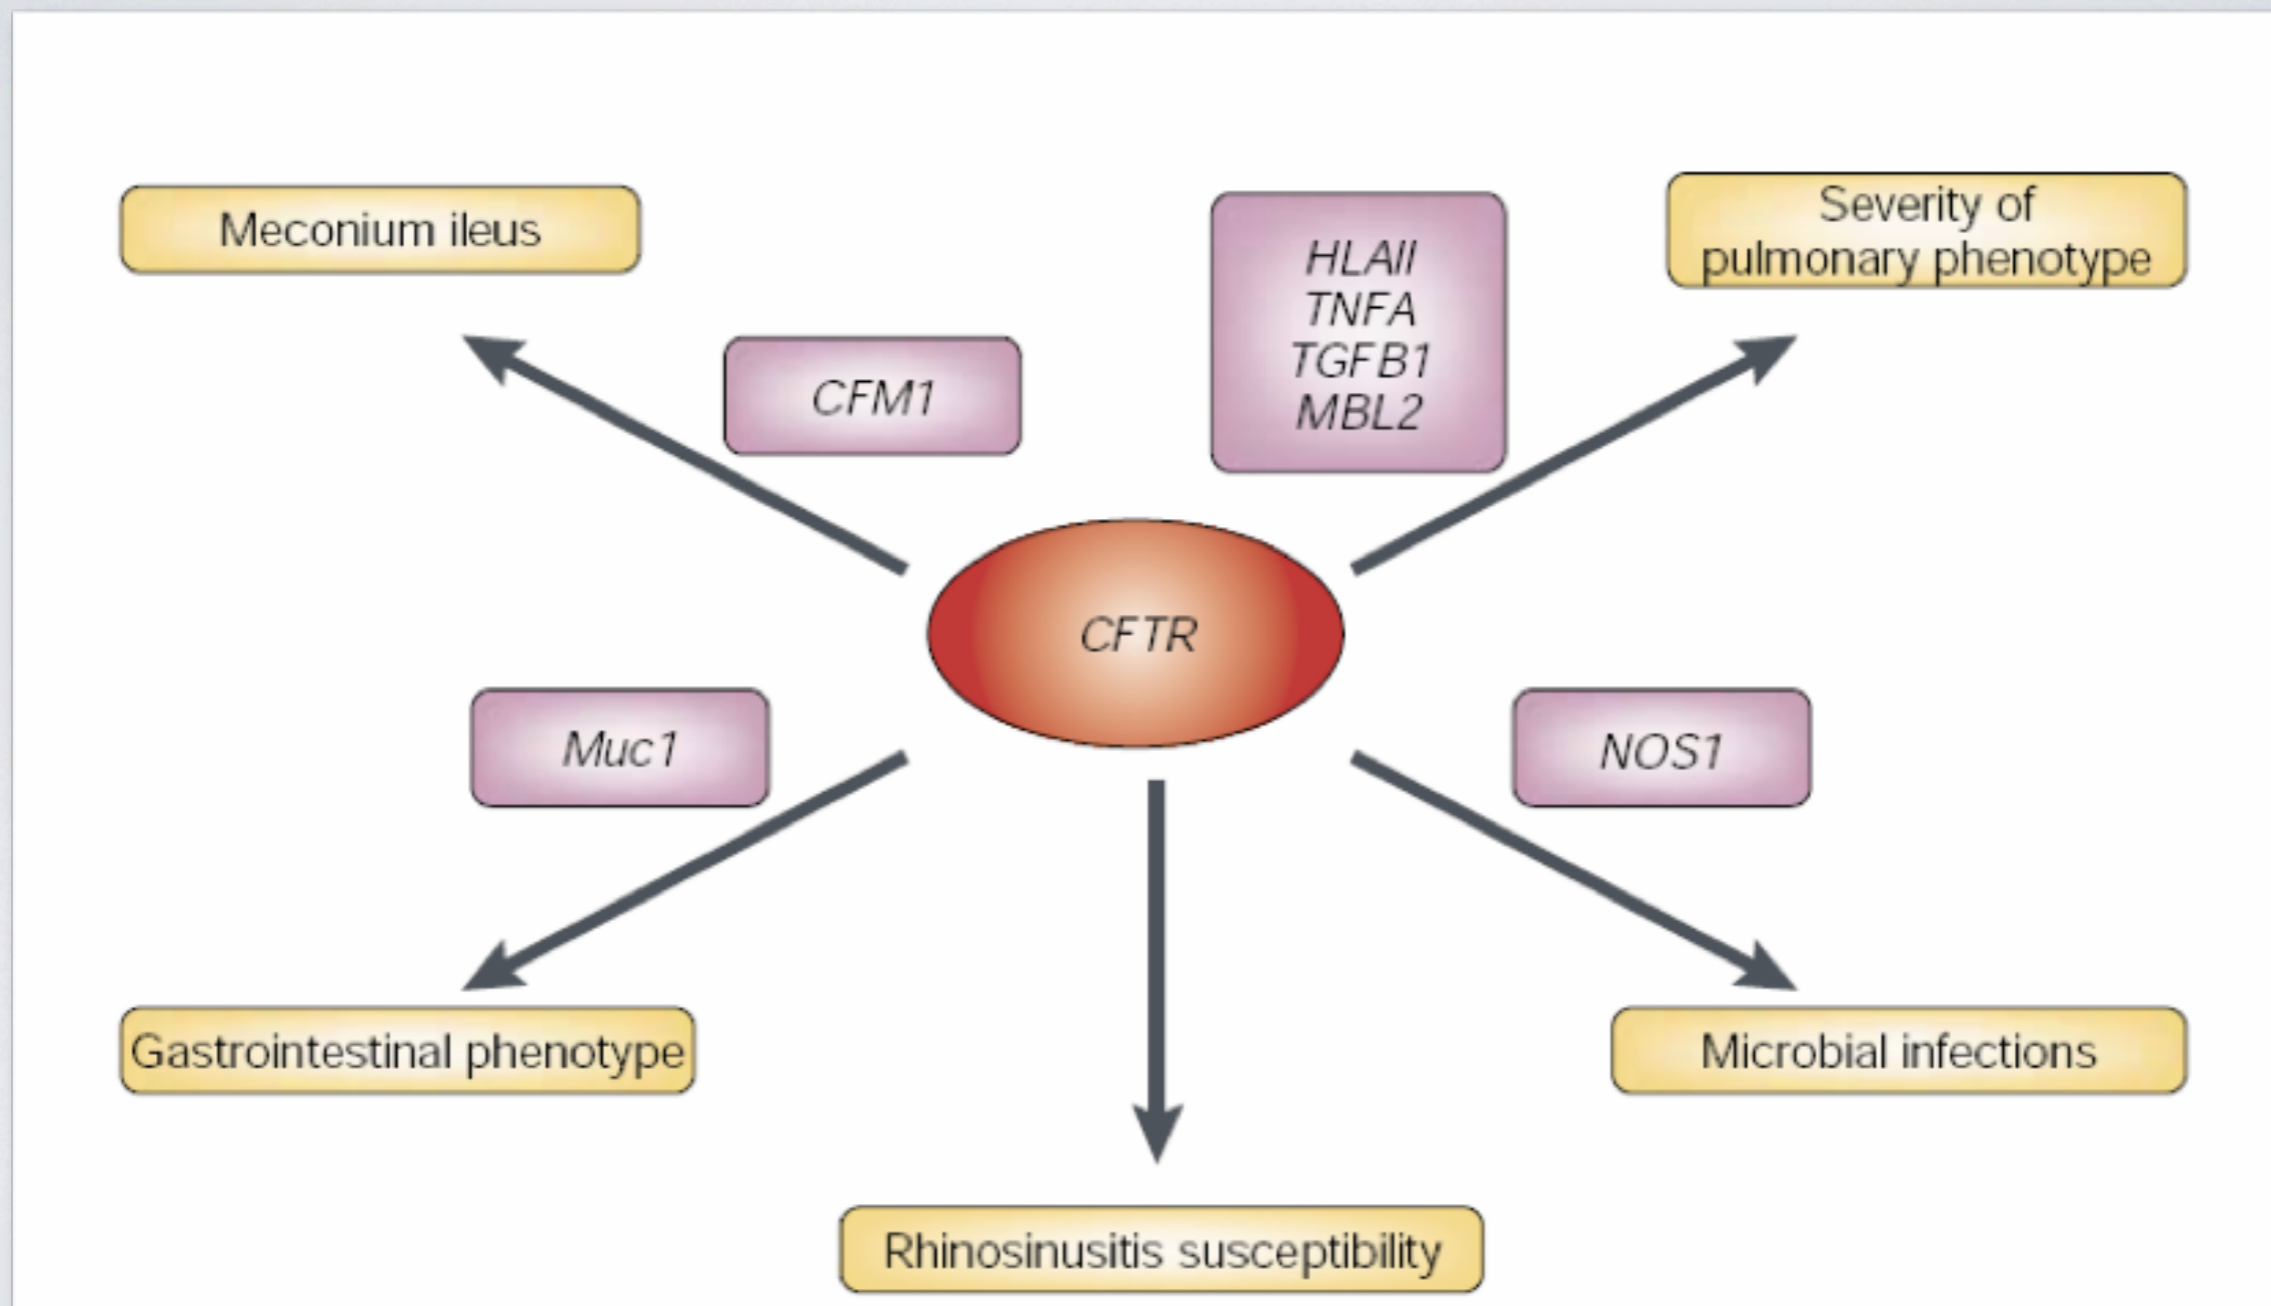 Meconium ileus
Severity of
pulmonary phenotype
HLAII
TNFA
TGFB1
MBL2
CFM1
CFTR
Muc1
NOS1
Gastrointestinal phenotype
Microbial infections
Rhinosinusitis susceptibility